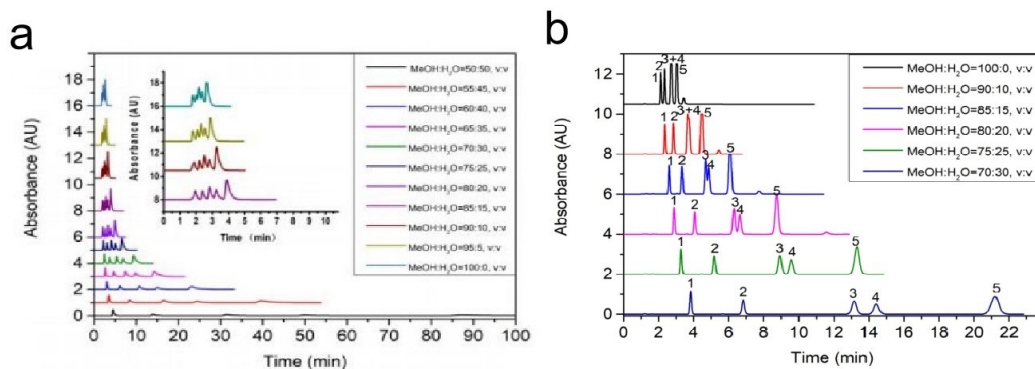 a
Absorbance (AU)
18
16
14
12
10
8
6
4
2
0
0 10 20 30 40 50 60 70 80 90 100
Time (min)
Absorbance (AU)
18
16
14
12
10
8
0 1 2 3 4 5 6 7 8 9 10
Time (min)
MeOH:H₂O=50:50, v:v
MeOH:H₂O=55:45, v:v
MeOH:H₂O=60:40, v:v
MeOH:H₂O=65:35, v:v
MeOH:H₂O=70:30, v:v
MeOH:H₂O=75:25, v:v
MeOH:H₂O=80:20, v:v
MeOH:H₂O=85:15, v:v
MeOH:H₂O=90:10, v:v
MeOH:H₂O=95:5, v:v
MeOH:H₂O=100:0, v:v
b
Absorbance (AU)
12
10
8
6
4
2
0
0 2 4 6 8 10 12 14 16 18 20 22
Time (min)
1 2 3+4 5
1 2 3+4 5
1 2 3 4 5
1 2 3 4 5
1 2 3 4 5
1 2 3 4 5
MeOH:H₂O=100:0, v:v
MeOH:H₂O=90:10, v:v
MeOH:H₂O=85:15, v:v
MeOH:H₂O=80:20, v:v
MeOH:H₂O=75:25, v:v
MeOH:H₂O=70:30, v:v